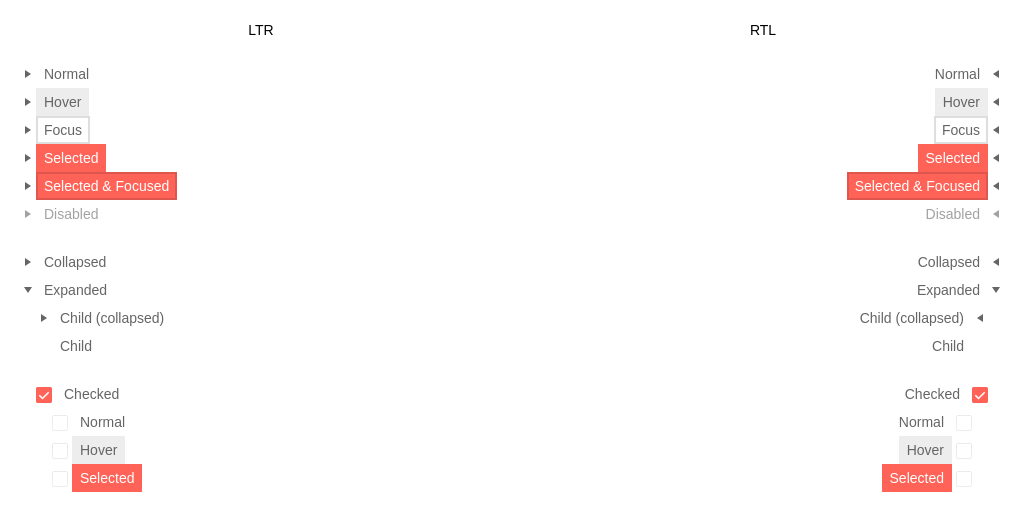 LTR
Normal
Hover
Focus
Selected
Selected & Focused
Disabled
Collapsed
Expanded
Child (collapsed)
Child
Checked
Normal
Hover
Selected
RTL
Normal
Hover
Focus
Selected
Selected & Focused
Disabled
Collapsed
Expanded
Child (collapsed)
Child
Checked
Normal
Hover
Selected